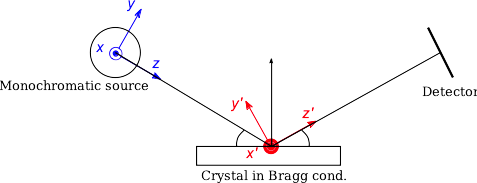 y
x
z
Monochromatic source
Detector
y'
z'
x'
Crystal in Bragg cond.